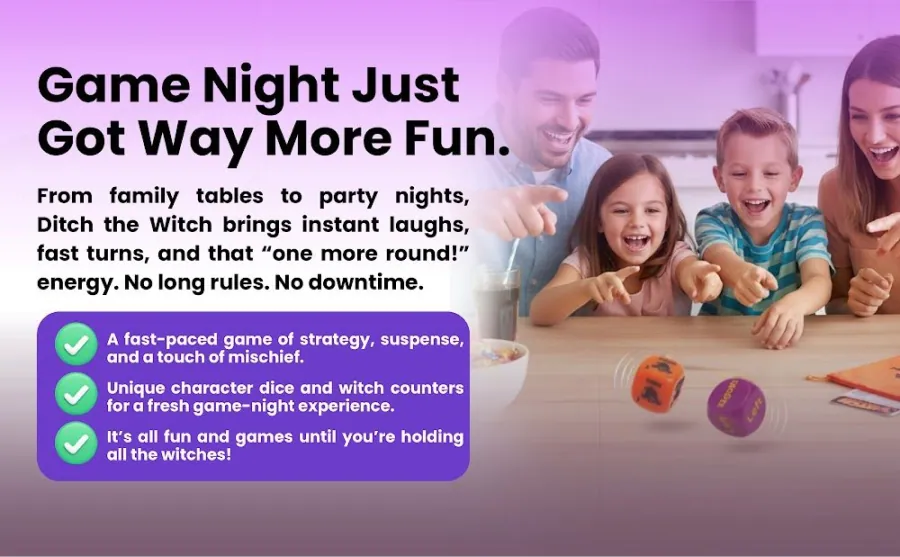 Game Night Just
Got Way More Fun.
From family tables to party nights,
Ditch the Witch brings instant laughs,
fast turns, and that “one more round!”
energy. No long rules. No downtime.
A fast-paced game of strategy, suspense,
and a touch of mischief.
Unique character dice and witch counters
for a fresh game-night experience.
It’s all fun and games until you’re holding
all the witches!
Left